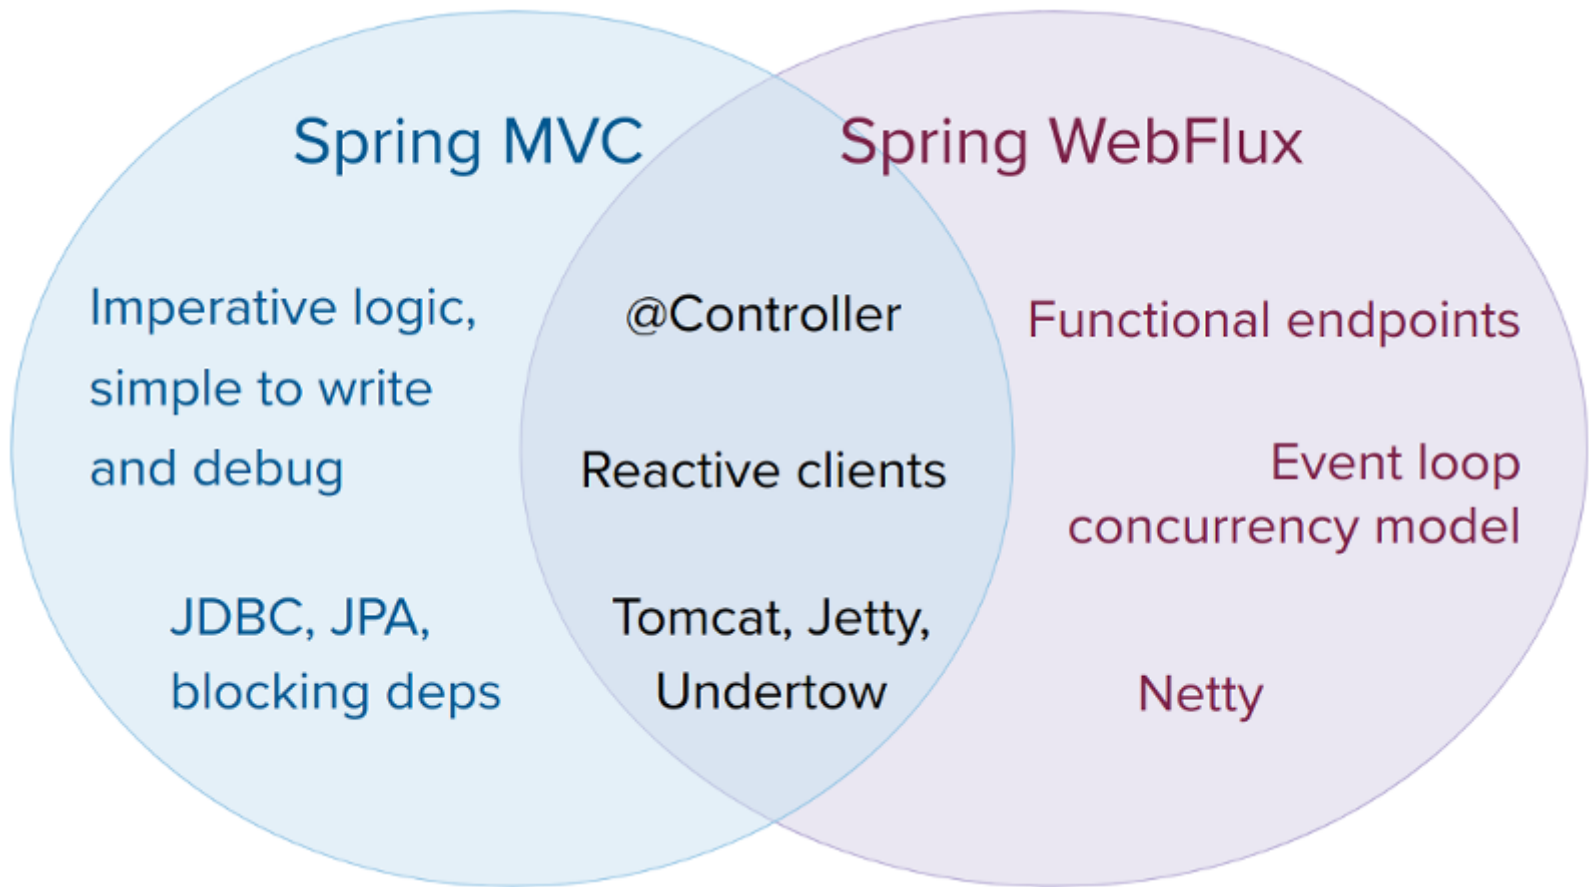 Spring MVC
Spring WebFlux
Imperative logic,
simple to write
and debug
JDBC, JPA,
blocking deps
@Controller
Reactive clients
Tomcat, Jetty,
Undertow
Functional endpoints
Event loop
concurrency model
Netty